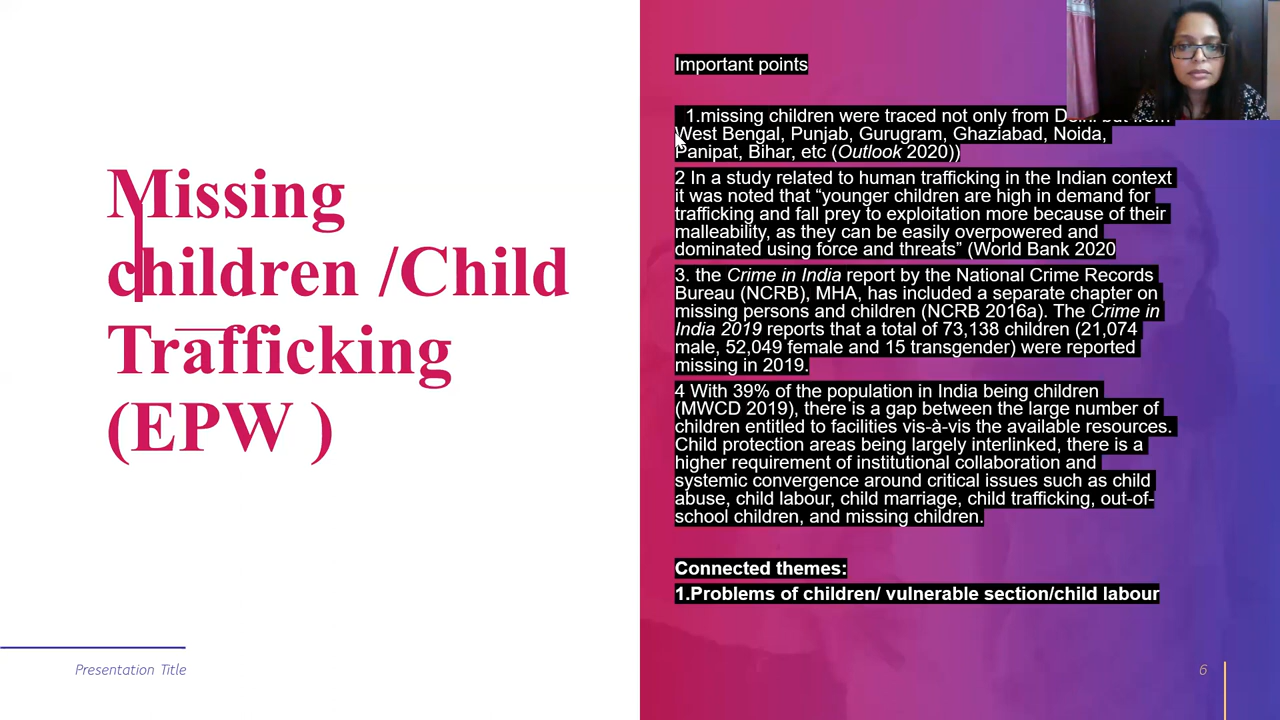 Missing
children /Child
Trafficking
(EPW )
Presentation Title
Important points
1.missing children were traced not only from Delhi but from
West Bengal, Punjab, Gurugram, Ghaziabad, Noida,
Panipat, Bihar, etc (Outlook 2020))
2 In a study related to human trafficking in the Indian context
it was noted that “younger children are high in demand for
trafficking and fall prey to exploitation more because of their
malleability, as they can be easily overpowered and
dominated using force and threats” (World Bank 2020
3. the Crime in India report by the National Crime Records
Bureau (NCRB), MHA, has included a separate chapter on
missing persons and children (NCRB 2016a). The Crime in
India 2019 reports that a total of 73,138 children (21,074
male, 52,049 female and 15 transgender) were reported
missing in 2019.
4 With 39% of the population in India being children
(MWCD 2019), there is a gap between the large number of
children entitled to facilities vis-à-vis the available resources.
Child protection areas being largely interlinked, there is a
higher requirement of institutional collaboration and
systemic convergence around critical issues such as child
abuse, child labour, child marriage, child trafficking, out-of-
school children, and missing children.
Connected themes:
1.Problems of children/ vulnerable section/child labour
6